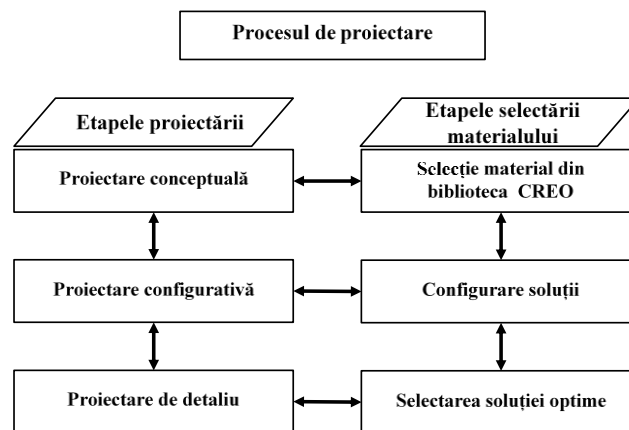 Procesul de proiectare
Etapele proiectării
Etapele selectării
materialului
Proiectare conceptuală
Selecție material din
biblioteca CREO
Proiectare configurativă
Configurare soluții
Proiectare de detaliu
Selectarea soluției optime